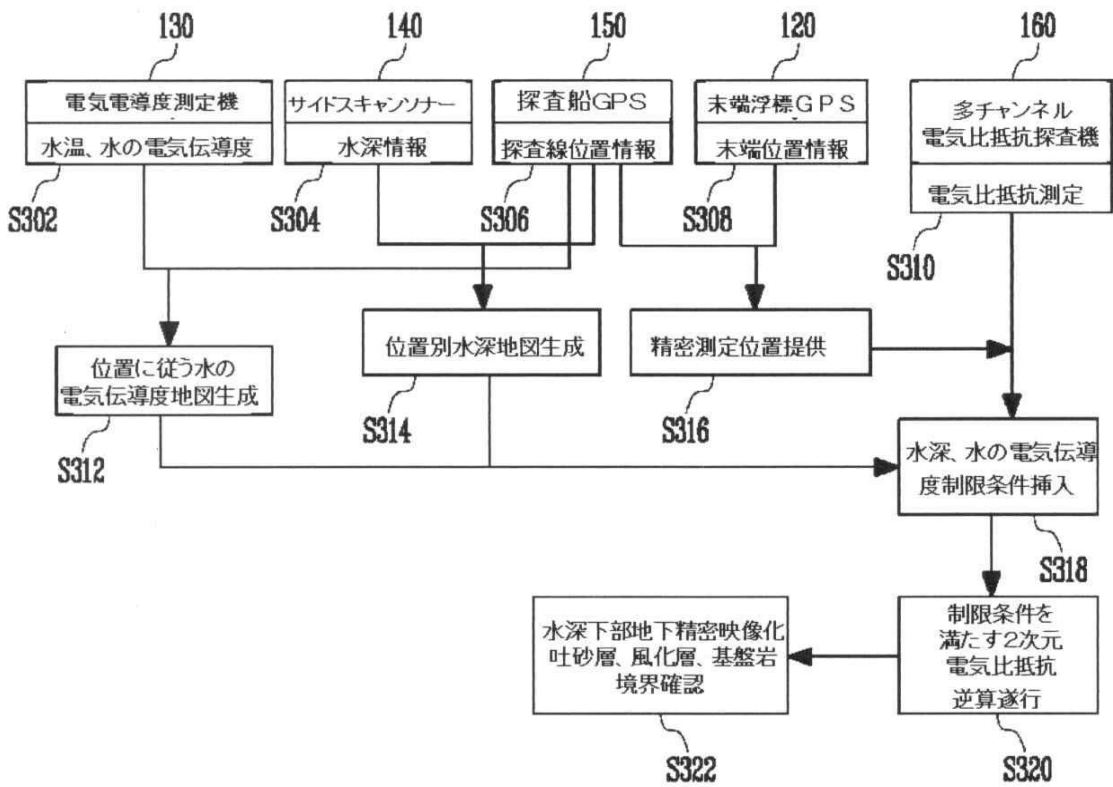 130
140
150
120
160
電気電導度測定機
水温、水の電気伝導度
サイドスキャンソナー
水深情報
探査船GPS
探査線位置情報
末端浮標GPS
末端位置情報
多チャンネル
電気比抵抗探査機
電気比抵抗測定
S302
S304
S306
S308
S310
位置に従う水の
電気伝導度地図生成
位置別水深地図生成
精密測定位置提供
S312
S314
S316
水深、水の電気伝導
度制限条件挿入
S318
制限条件を
満たす2次元
電気比抵抗
逆算遂行
S320
水深下部地下精密映像化
吐砂層、風化層、基盤岩
境界確認
S322